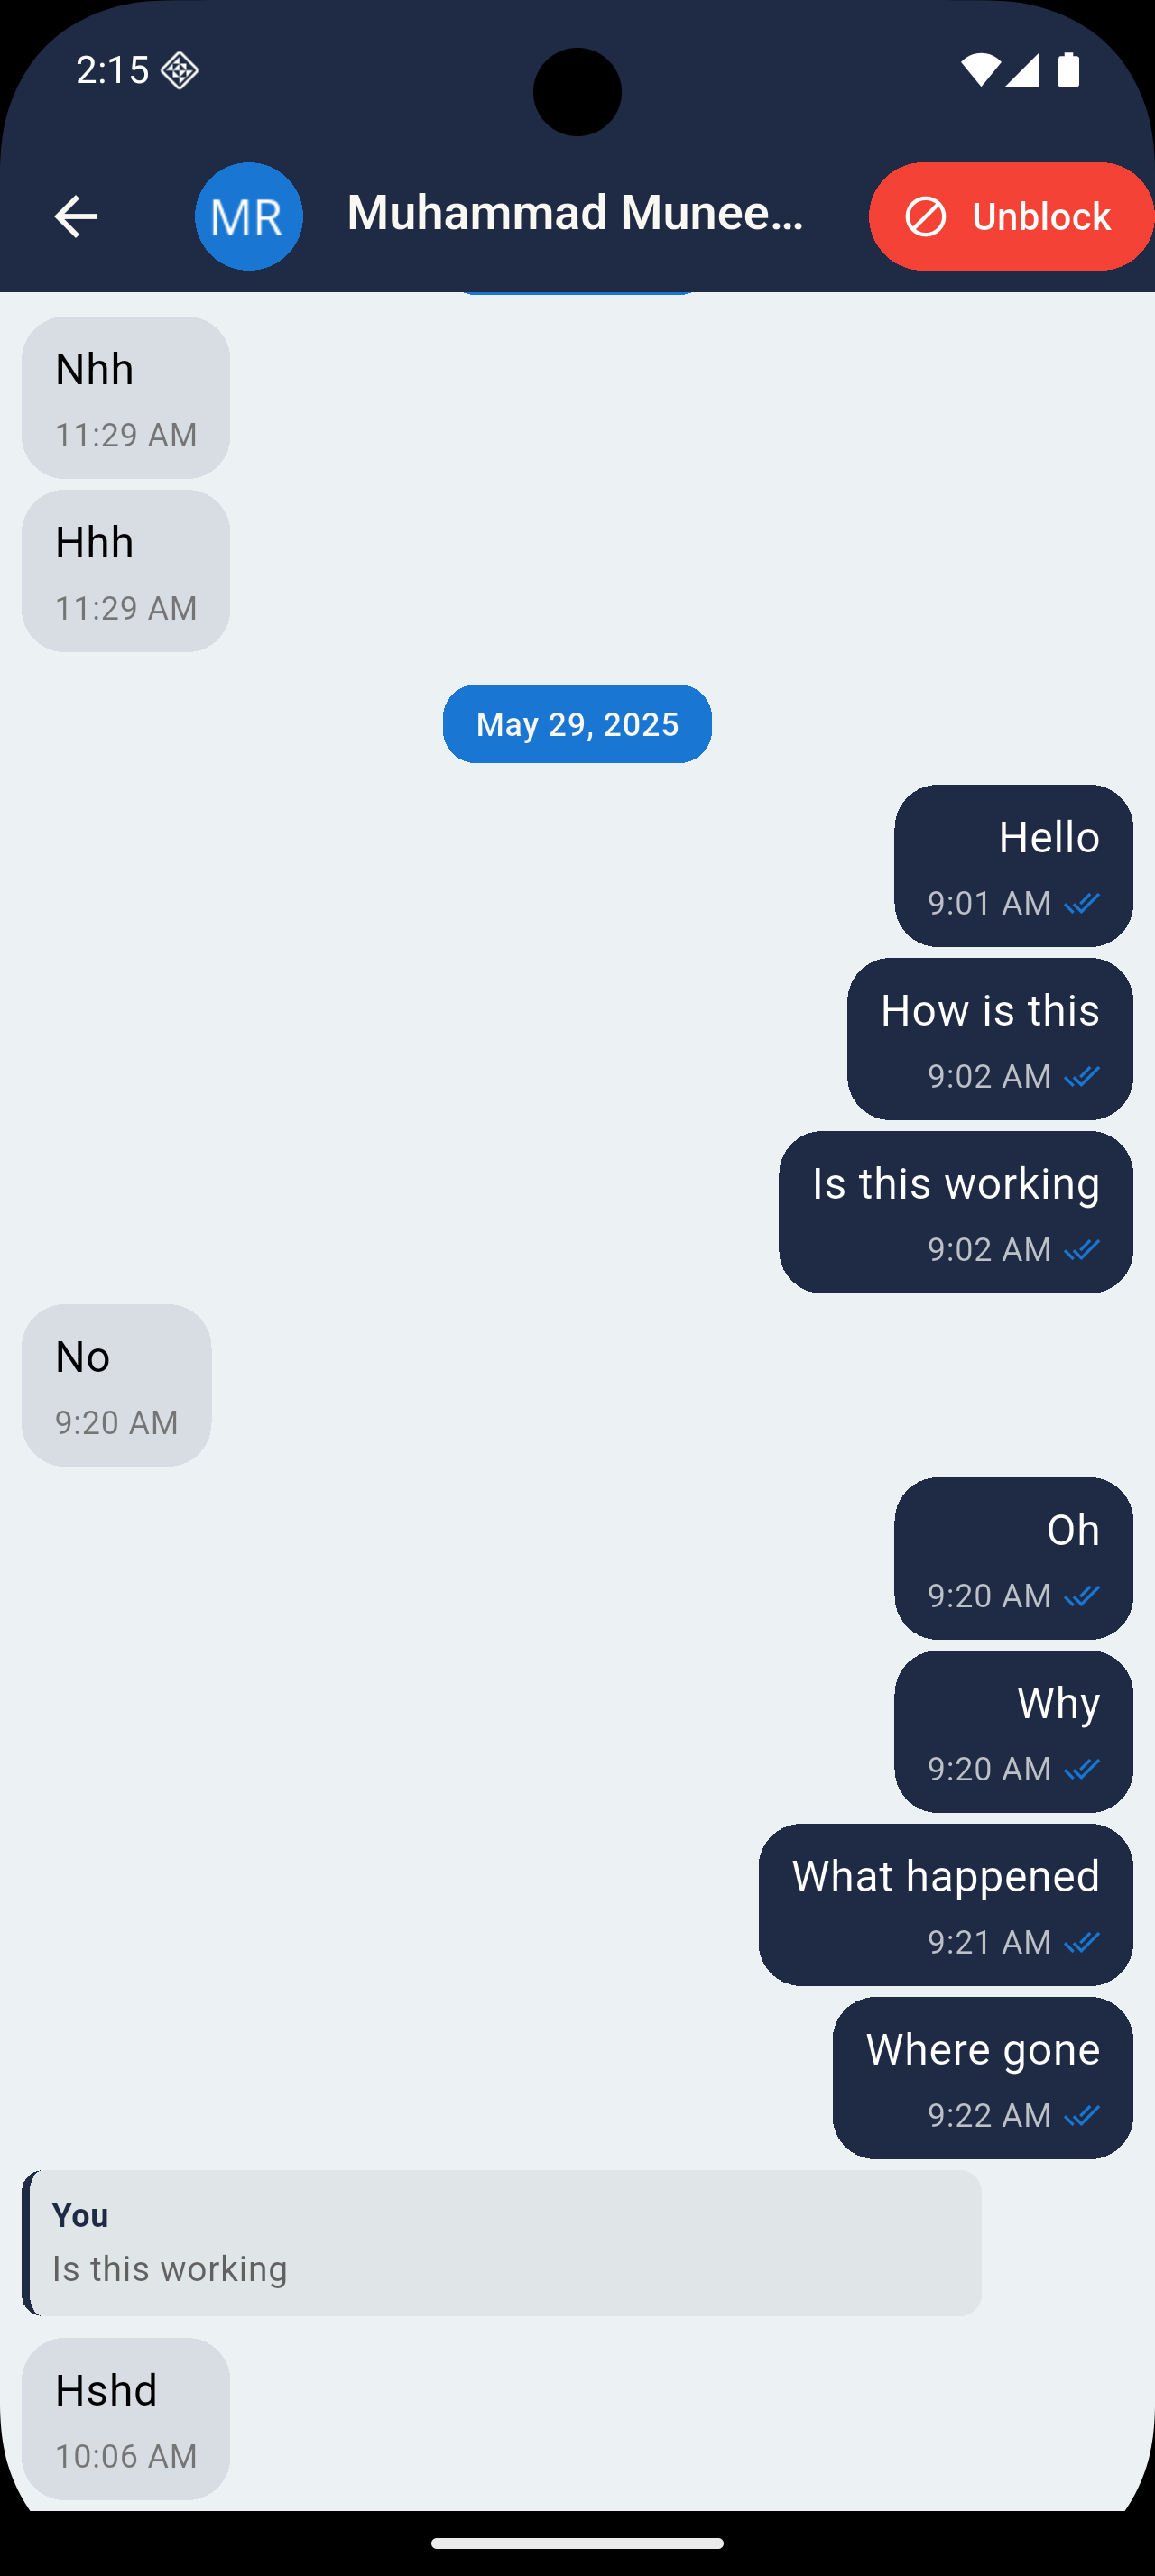 2:15
MR
Muhammad Munee...
Unblock
Nhh
11:29 AM
Hhh
11:29 AM
May 29, 2025
Hello
9:01 AM
How is this
9:02 AM
Is this working
9:02 AM
No
9:20 AM
Oh
9:20 AM
Why
9:20 AM
What happened
9:21 AM
Where gone
9:22 AM
You
Is this working
Hshd
10:06 AM